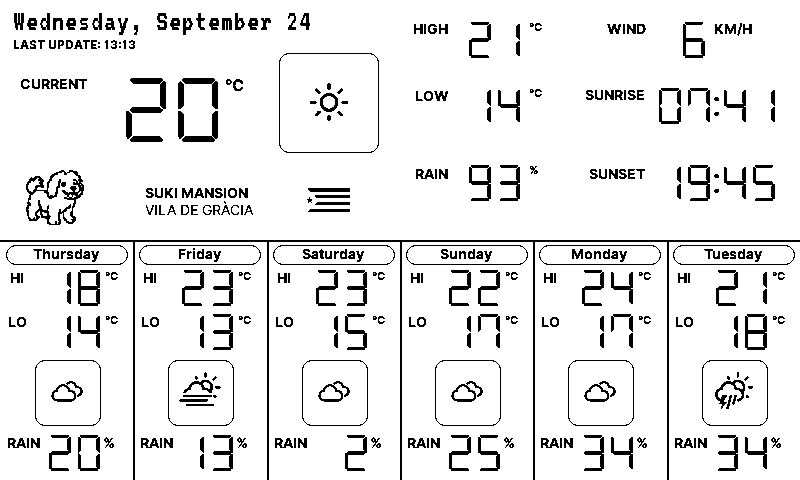 Wednesday, September 24
LAST UPDATE: 13:13
CURRENT 20 °C
HIGH 21 °C
WIND 6 KM/H
LOW 14 °C
SUNRISE 07:41
RAIN 93 %
SUNSET 19:45
SUKI MANSION
VILA DE GRÀCIA
Thursday
HI 18 °C
LO 14 °C
RAIN 20 %
Friday
HI 23 °C
LO 13 °C
RAIN 13 %
Saturday
HI 23 °C
LO 15 °C
RAIN 2 %
Sunday
HI 22 °C
LO 17 °C
RAIN 25 %
Monday
HI 24 °C
LO 17 °C
RAIN 34 %
Tuesday
HI 21 °C
LO 18 °C
RAIN 34 %